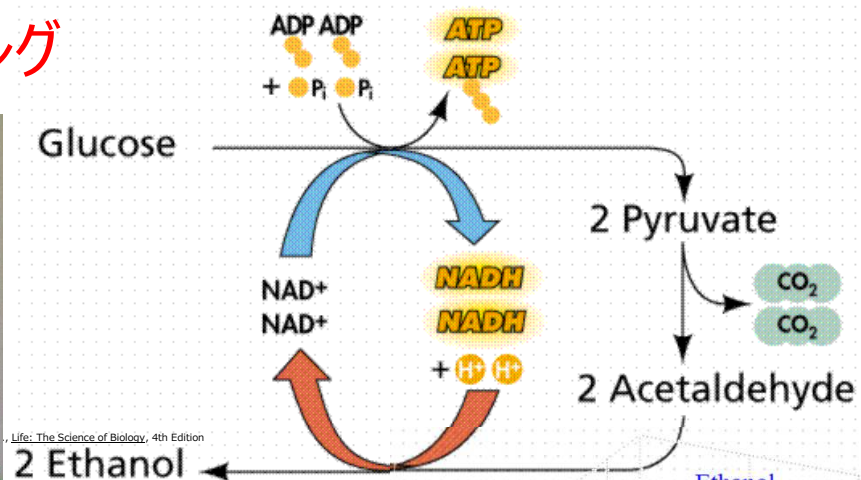 ング
ADP ADP
+ Pi Pi
ATP
ATP
Glucose
2 Pyruvate
CO2
CO2
NAD+
NAD+
NADH
NADH
+ H+ H+
2 Acetaldehyde
., Life: The Science of Biology, 4th Edition
2 Ethanol
Ethanol